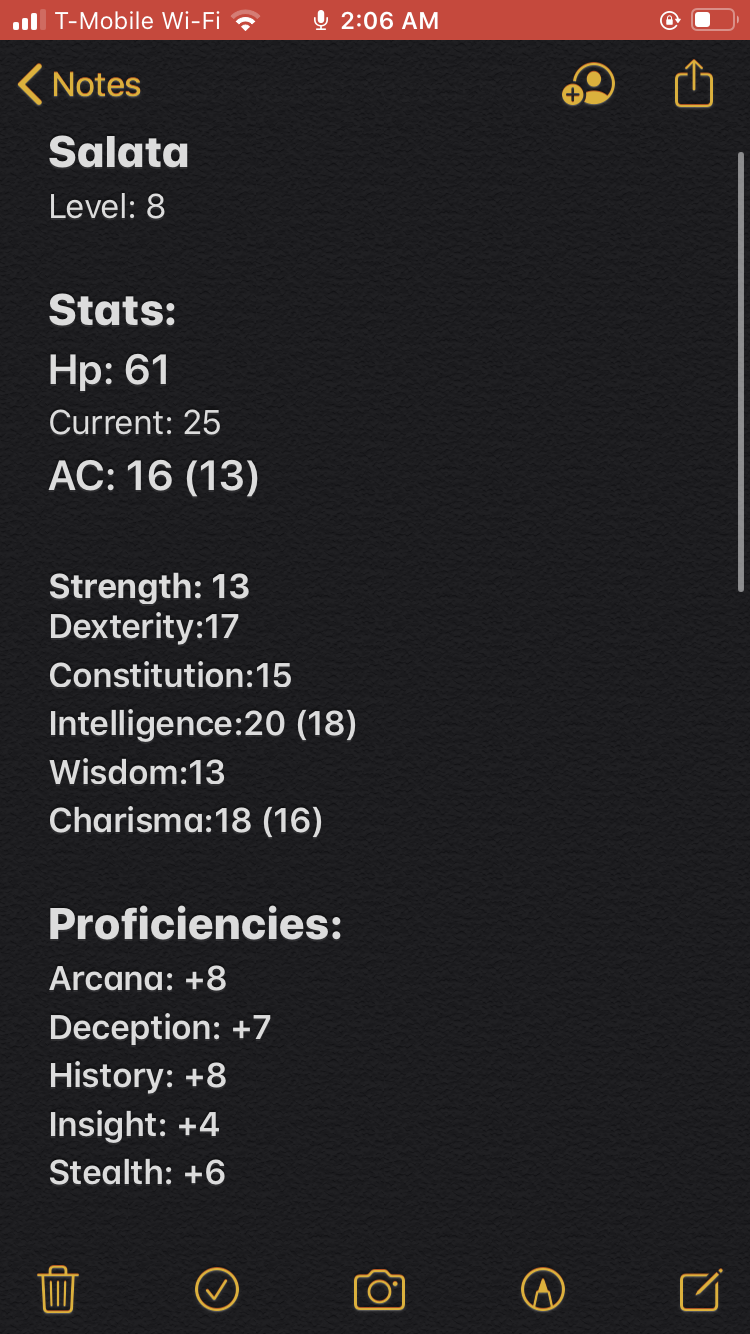 T-Mobile Wi-Fi 2:06 AM
Notes
Salata
Level: 8
Stats:
Hp: 61
Current: 25
AC: 16 (13)
Strength: 13
Dexterity:17
Constitution:15
Intelligence:20 (18)
Wisdom:13
Charisma:18 (16)
Proficiencies:
Arcana: +8
Deception: +7
History: +8
Insight: +4
Stealth: +6